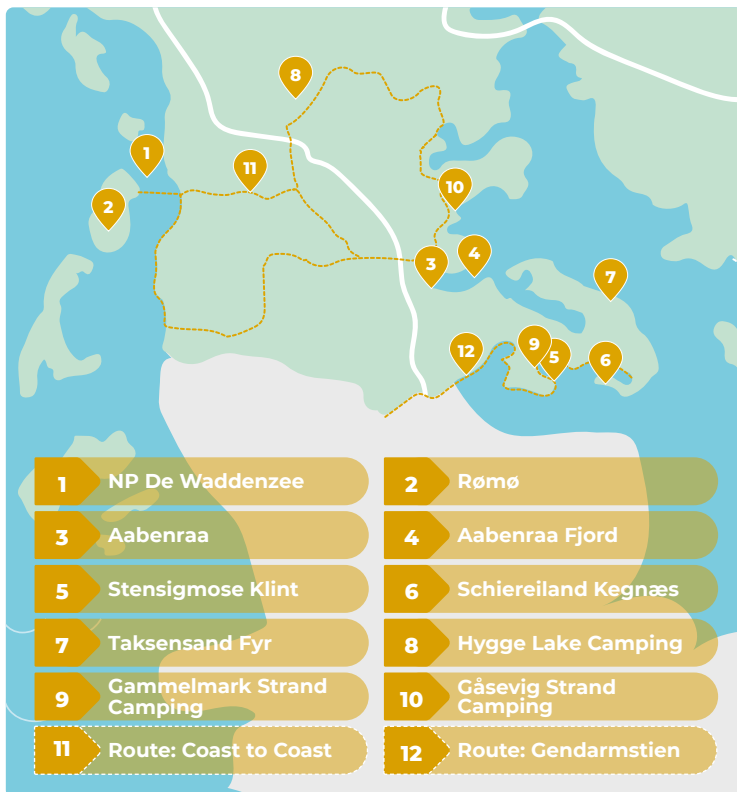 8
1
11
10
2
3
4
7
9
12
5
6
1 NP De Waddenzee
2 Rømø
3 Aabenraa
4 Aabenraa Fjord
5 Stensigmose Klint
6 Schiereiland Kegnæs
7 Taksensand Fyr
8 Hygge Lake Camping
9 Gammelmark Strand
Camping
10 Gåsevig Strand
Camping
11 Route: Coast to Coast
12 Route: Gendarmstien